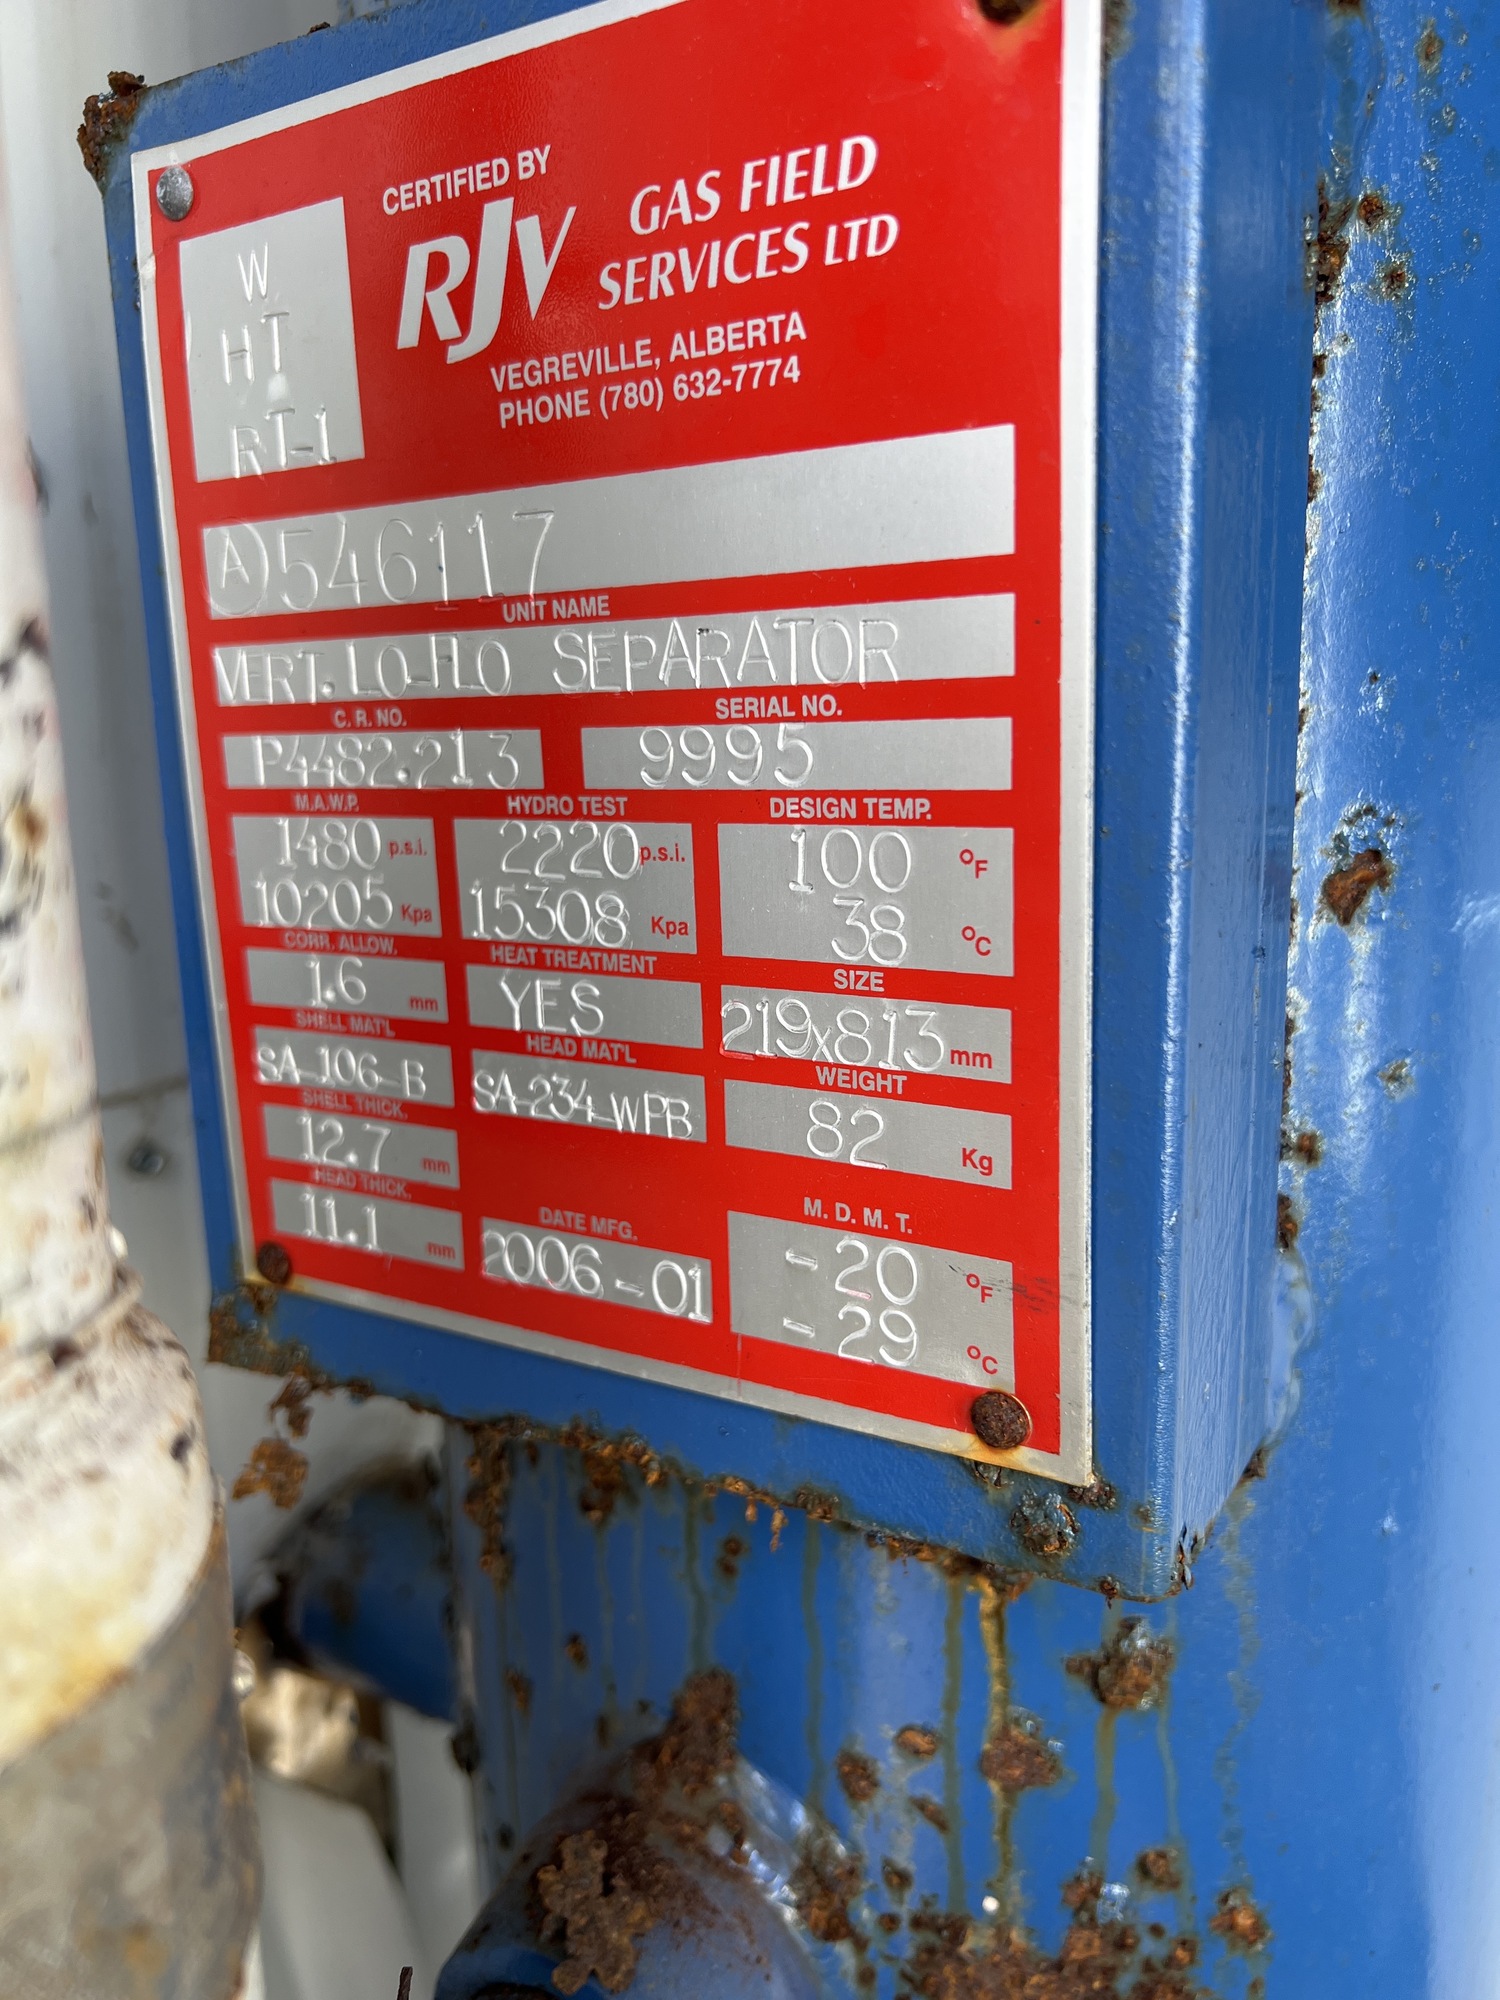 CERTIFIED BY
RJV GAS FIELD
SERVICES LTD
VEGREVILLE, ALBERTA
PHONE (780) 632-7774
W
HT
RT-1
Ⓐ546117
UNIT NAME
VERT. LO-FLO SEPARATOR
C. R. NO. SERIAL NO.
P4482.213 9995
M.A.W.P. HYDRO TEST DESIGN TEMP.
1480 p.s.i. 2220 p.s.i. 100 °F
10205 Kpa 15308 Kpa 38 °C
CORR. ALLOW. HEAT TREATMENT SIZE
1.6 mm YES 219x813 mm
SHELL MAT'L HEAD MAT'L WEIGHT
SA-106-B SA-234-WPB 82 Kg
SHELL THICK.
12.7 mm
HEAD THICK. DATE MFG. M. D. M. T.
11.1 mm 2006-01 -20 °F
-29 °C